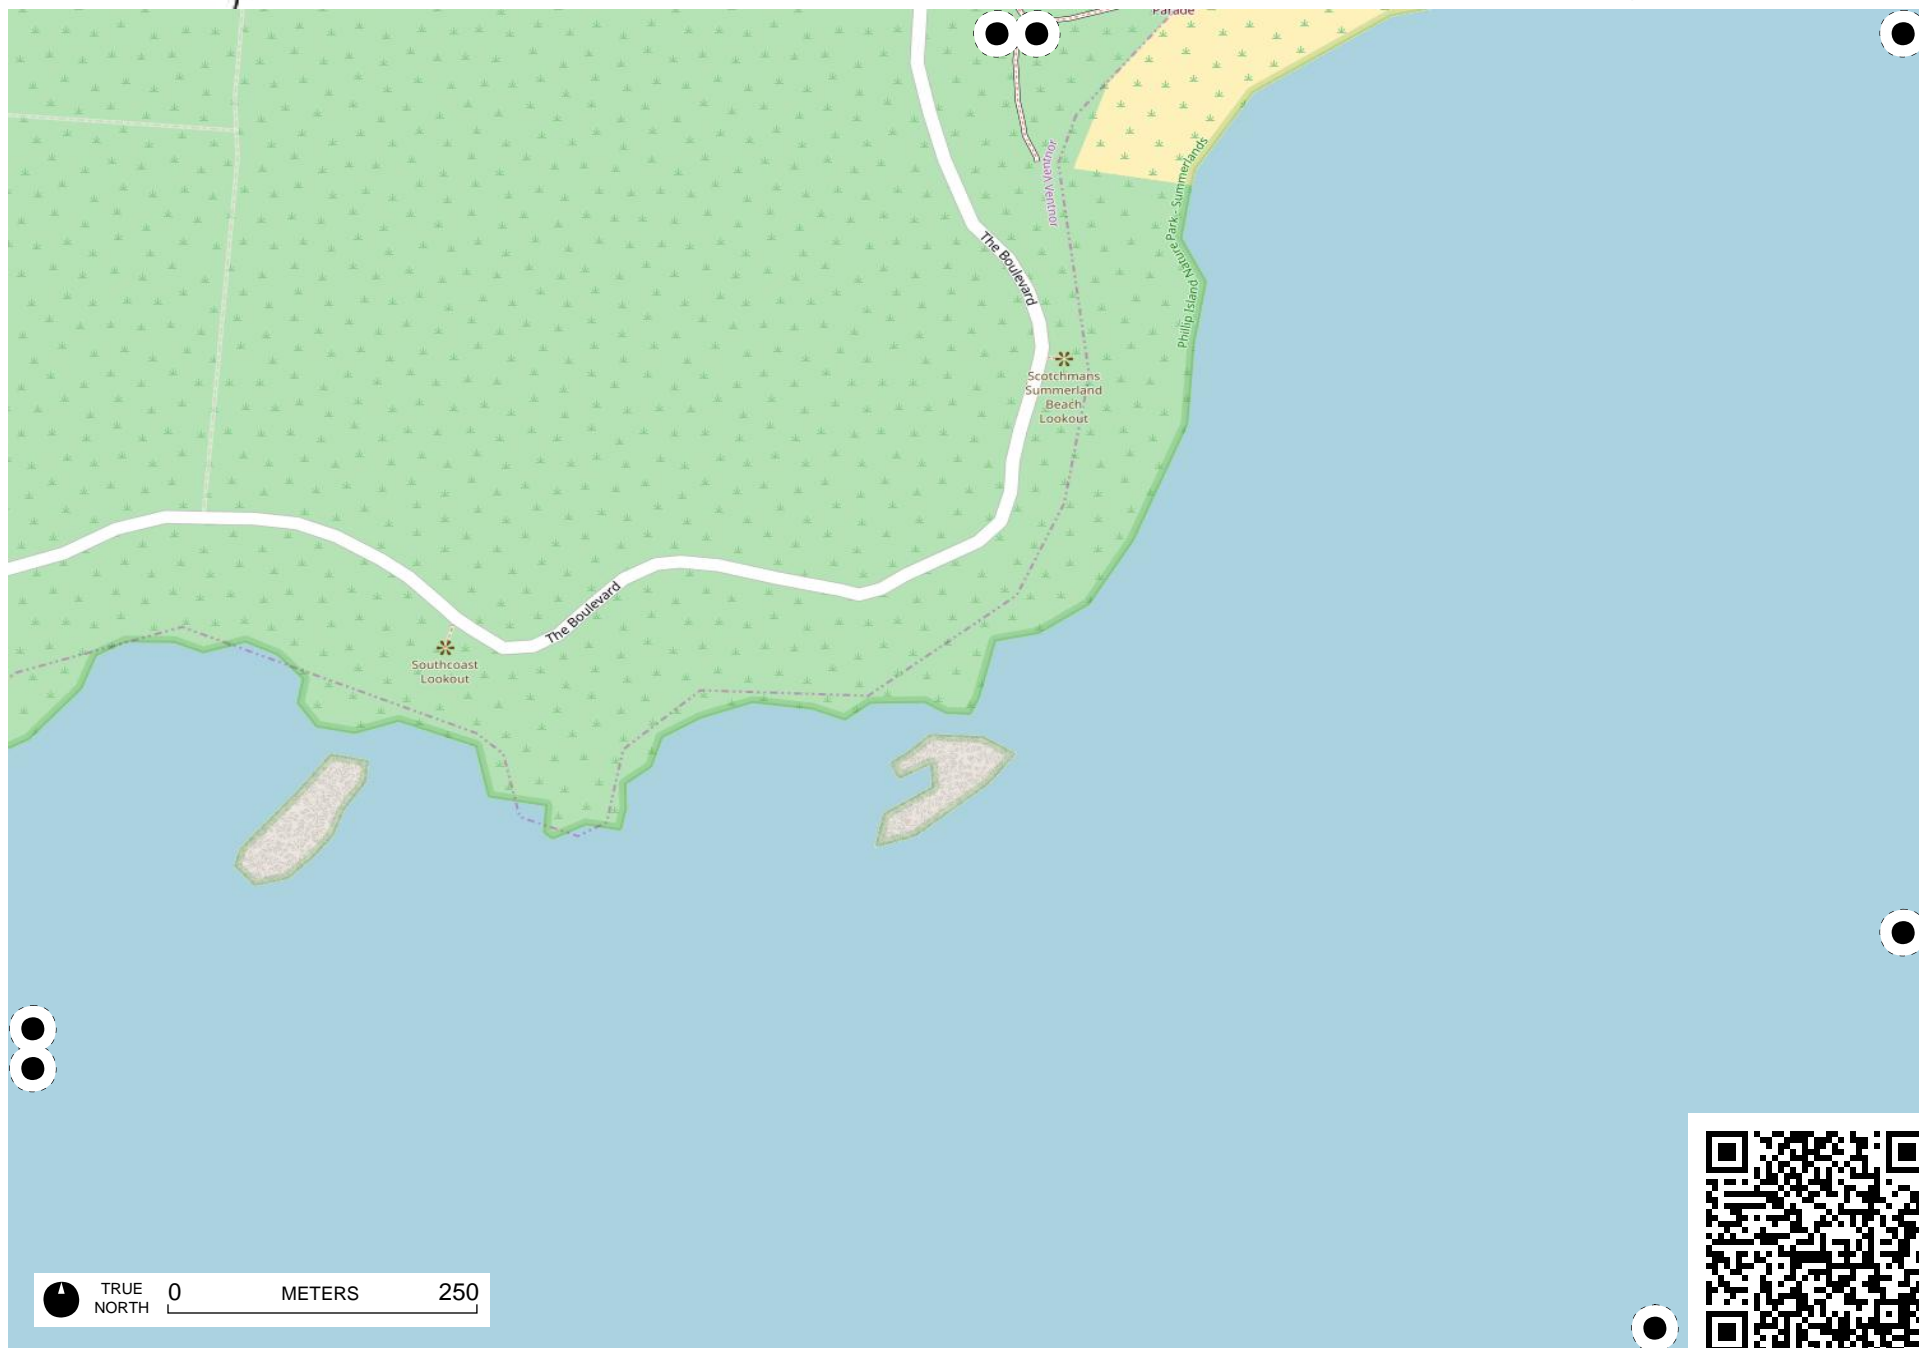 Parade
Ventnor
Ventnor
Phillip Island Nature Park - Summerlands
The Boulevard
Scotchmans
Summerland
Beach
Lookout
The Boulevard
Southcoast
Lookout
TRUE
NORTH
0
METERS
250